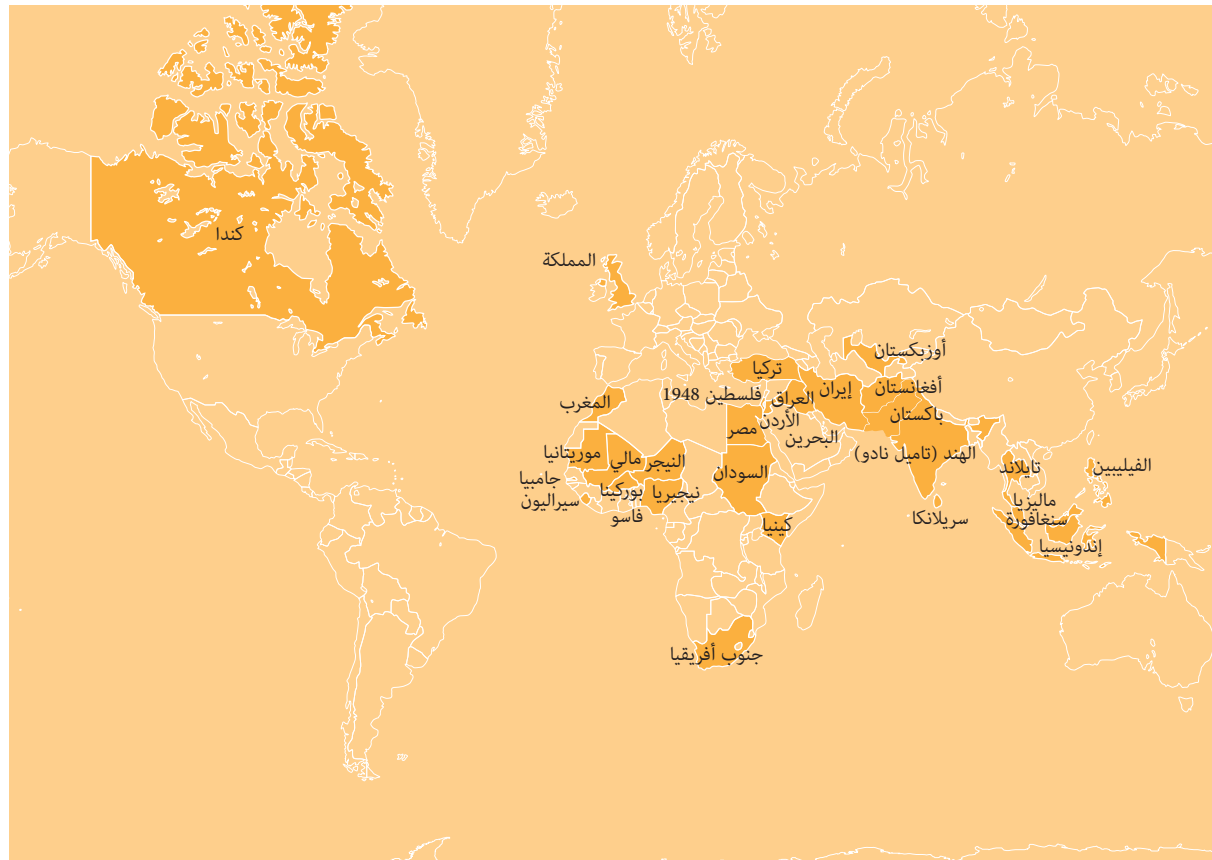 كندا
المملكة
أوزبكستان
تركيا
أفغانستان
إيران
فلسطين 1948
العراق
المغرب
باكستان
الأردن
مصر
البحرين
الهند (تاميل نادو)
موريتانيا
مالي
النيجر
السودان
تايلاند
الفيليبين
جامبيا
سيراليون
بوركينا
فاسو
نيجيريا
كينيا
سريلانكا
ماليزيا
سنغافورة
إندونيسيا
جنوب أفريقيا